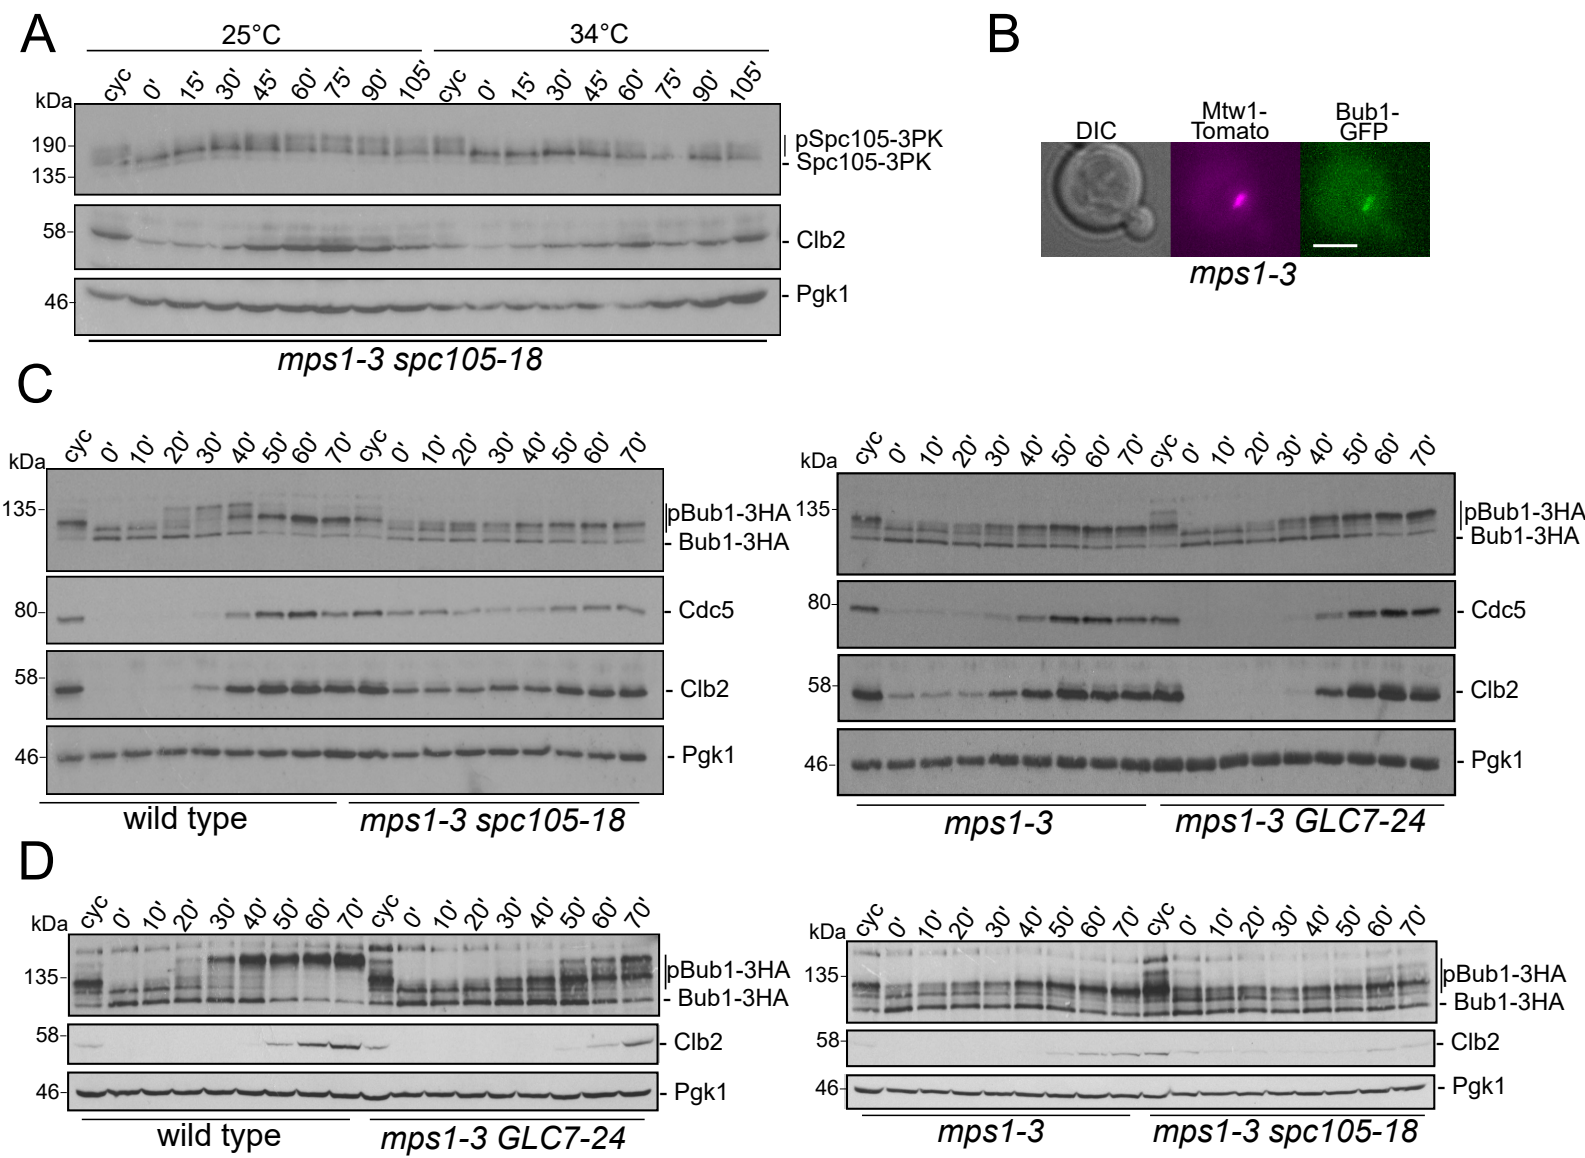 A
25°C 34°C
cyc 0' 15' 30' 45' 60' 75' 90' 105' cyc 0' 15' 30' 45' 60' 75' 90' 105'
kDa
190
135
pSpc105-3PK
Spc105-3PK
58
Clb2
46
Pgk1
mps1-3 spc105-18
B
DIC
Mtw1-
Tomato
Bub1-
GFP
mps1-3
C
cyc 0' 10' 20' 30' 40' 50' 60' 70' cyc 0' 10' 20' 30' 40' 50' 60' 70'
kDa
135
pBub1-3HA
Bub1-3HA
80
Cdc5
58
Clb2
46
Pgk1
wild type mps1-3 spc105-18
cyc 0' 10' 20' 30' 40' 50' 60' 70' cyc 0' 10' 20' 30' 40' 50' 60' 70'
kDa
135
pBub1-3HA
Bub1-3HA
80
Cdc5
58
Clb2
46
Pgk1
mps1-3 mps1-3 GLC7-24
D
cyc 0' 10' 20' 30' 40' 50' 60' 70' cyc 0' 10' 20' 30' 40' 50' 60' 70'
kDa
135
pBub1-3HA
Bub1-3HA
58
Clb2
46
Pgk1
wild type mps1-3 GLC7-24
cyc 0' 10' 20' 30' 40' 50' 60' 70' cyc 0' 10' 20' 30' 40' 50' 60' 70'
kDa
135
pBub1-3HA
Bub1-3HA
58
Clb2
46
Pgk1
mps1-3 mps1-3 spc105-18